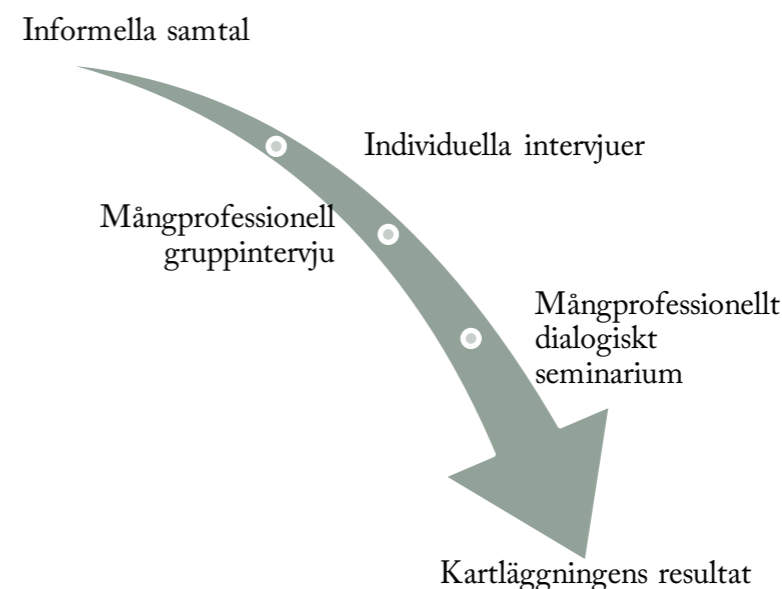 Informella samtal
Individuella intervjuer
Mångprofessionell
gruppintervju
Mångprofessionellt
dialogiskt
seminarium
Kartläggningens resultat